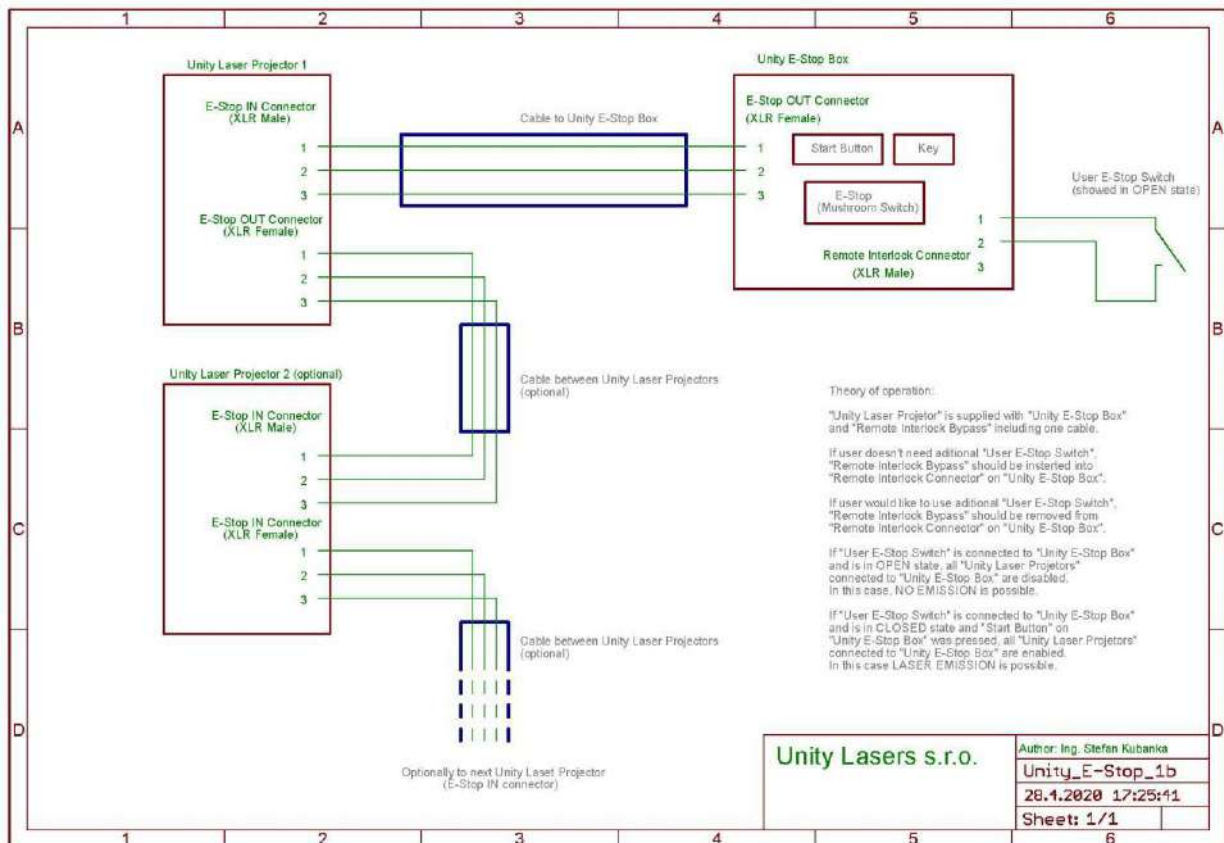 1 2 3 4 5 6
A
B
C
D
Unity Laser Projector 1
E-Stop IN Connector
(XLR Male)
1
2
3
E-Stop OUT Connector
(XLR Female)
1
2
3
Cable to Unity E-Stop Box
Unity E-Stop Box
E-Stop OUT Connector
(XLR Female)
1
2
3
Start Button
Key
E-Stop
(Mushroom Switch)
Remote Interlock Connector
(XLR Male)
1
2
3
User E-Stop Switch
(showed in OPEN state)
Cable between Unity Laser Projectors
(optional)
Unity Laser Projector 2 (optional)
E-Stop IN Connector
(XLR Male)
1
2
3
E-Stop IN Connector
(XLR Female)
1
2
3
Cable between Unity Laser Projectors
(optional)
Optionally to next Unity Laset Projector
(E-Stop IN connector)
Theory of operation:
"Unity Laser Projetor" is supplied with "Unity E-Stop Box"
and "Remote Interlock Bypass" including one cable.
If user doesn't need aditional "User E-Stop Switch",
"Remote Interlock Bypass" should be insterted into
"Remote Interlock Connector" on "Unity E-Stop Box".
If user would like to use aditional "User E-Stop Switch",
"Remote Interlock Bypass" should be removed from
"Remote Interlock Connector" on "Unity E-Stop Box".
If "User E-Stop Switch" is connected to "Unity E-Stop Box"
and is in OPEN state, all "Unity Laser Projetors"
connected to "Unity E-Stop Box" are disabled.
In this case, NO EMISSION is possible.
If "User E-Stop Switch" is connected to "Unity E-Stop Box"
and is in CLOSED state and "Start Button" on
"Unity E-Stop Box" was pressed, all "Unity Laser Projetors"
connected to "Unity E-Stop Box" are enabled.
In this case LASER EMISSION is possible.
Unity Lasers s.r.o.
Author: Ing. Stefan Kubanka
Unity_E-Stop_1b
28.4.2020 17:25:41
Sheet: 1/1
A
B
C
D
1 2 3 4 5 6